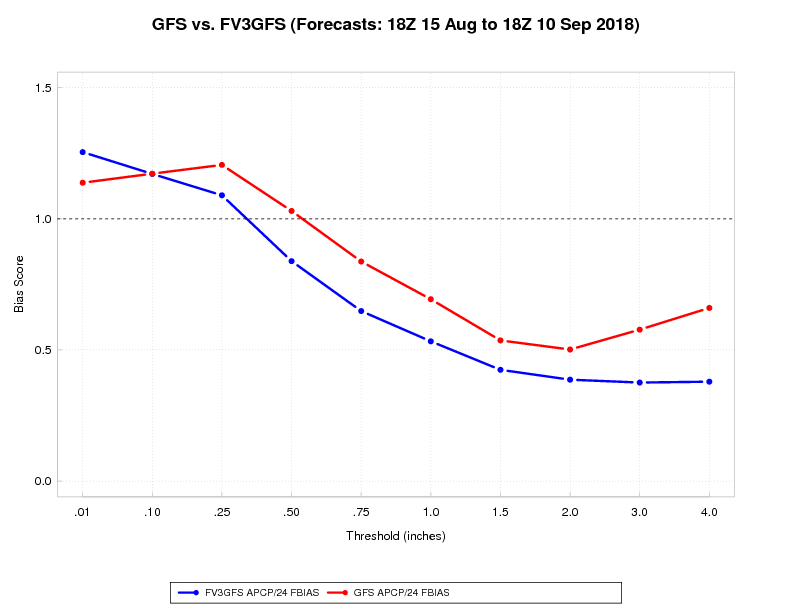 GFS vs. FV3GFS (Forecasts: 18Z 15 Aug to 18Z 10 Sep 2018)
1.5
1.0
0.5
0.0
Bias Score
.01 .10 .25 .50 .75 1.0 1.5 2.0 3.0 4.0
Threshold (inches)
FV3GFS APCP/24 FBIAS GFS APCP/24 FBIAS